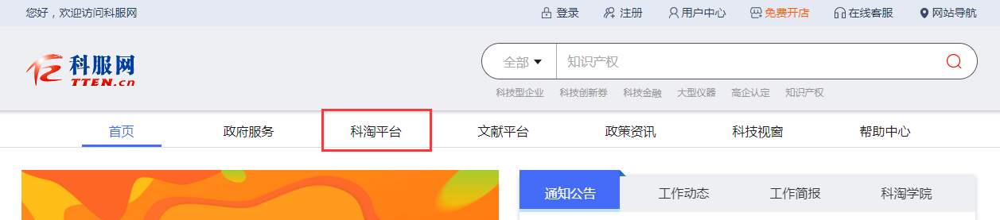 您好，欢迎访问科服网 登录 注册 用户中心 免费开店 在线客服 网站导航
科服网
TTEN.cn
全部 知识产权
科技型企业 科技创新券 科技金融 大型仪器 高企认定 知识产权
首页 政府服务 科淘平台 文献平台 政策资讯 科技视窗 帮助中心
通知公告 工作动态 工作简报 科淘学院